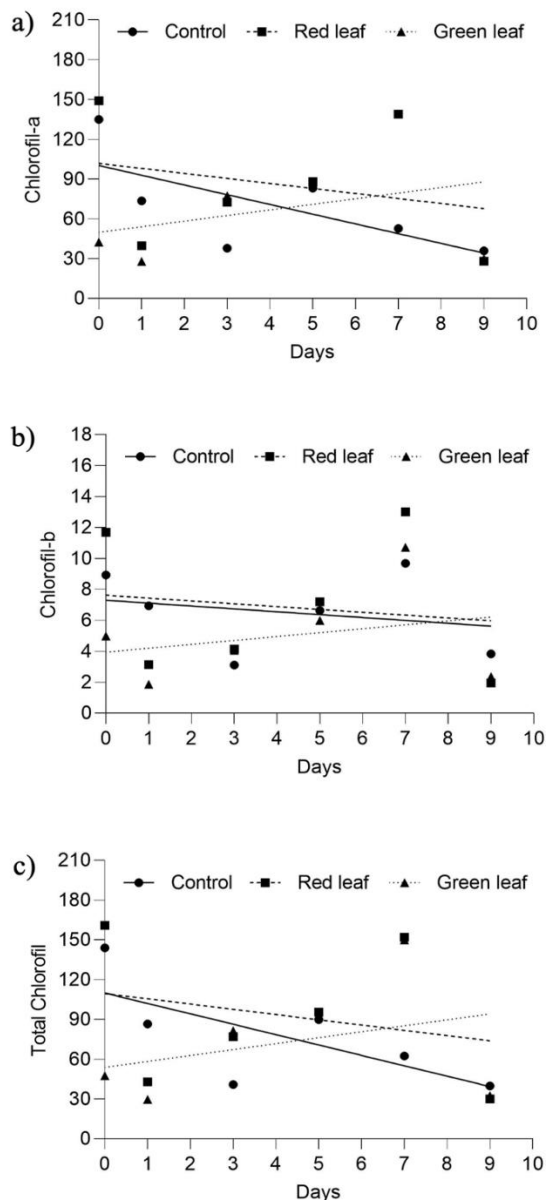 a)
210
Control Red leaf Green leaf
180
150
120
90
60
30
0
Chlorofil-a
0 1 2 3 4 5 6 7 8 9 10
Days
b)
18
Control Red leaf Green leaf
16
14
12
10
8
6
4
2
0
Chlorofil-b
0 1 2 3 4 5 6 7 8 9 10
Days
c)
210
Control Red leaf Green leaf
180
150
120
90
60
30
0
Total Chlorofil
0 1 2 3 4 5 6 7 8 9 10
Days